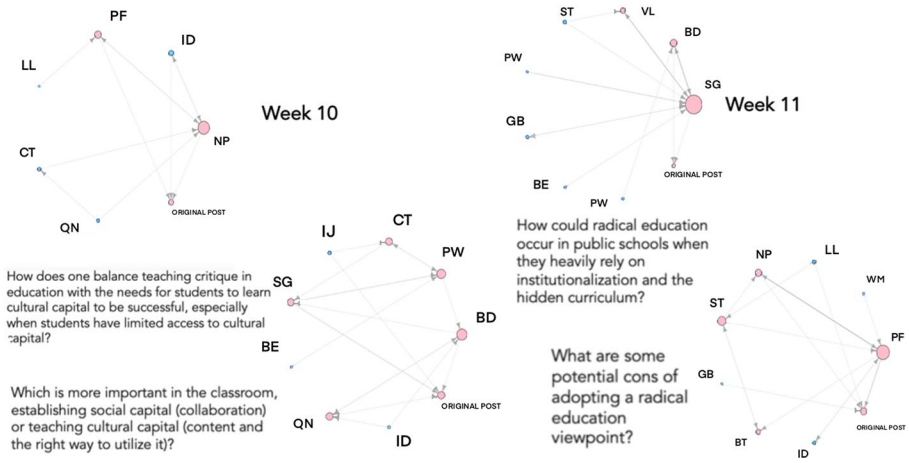 PF
ID
LL
Week 10
NP
CT
ORIGINAL POST
QN
ST
VL
BD
PW
SG
Week 11
GB
ORIGINAL POST
BE
PW
How does one balance teaching critique in
education with the needs for students to learn
cultural capital to be successful, especially
when students have limited access to cultural
capital?
Which is more important in the classroom,
establishing social capital (collaboration)
or teaching cultural capital (content and
the right way to utilize it)?
IJ
CT
PW
SG
BD
BE
ORIGINAL POST
QN
ID
How could radical education
occur in public schools when
they heavily rely on
institutionalization and the
hidden curriculum?
What are some
potential cons of
adopting a radical
education
viewpoint?
NP
LL
WM
ST
PF
GB
ORIGINAL POST
BT
ID